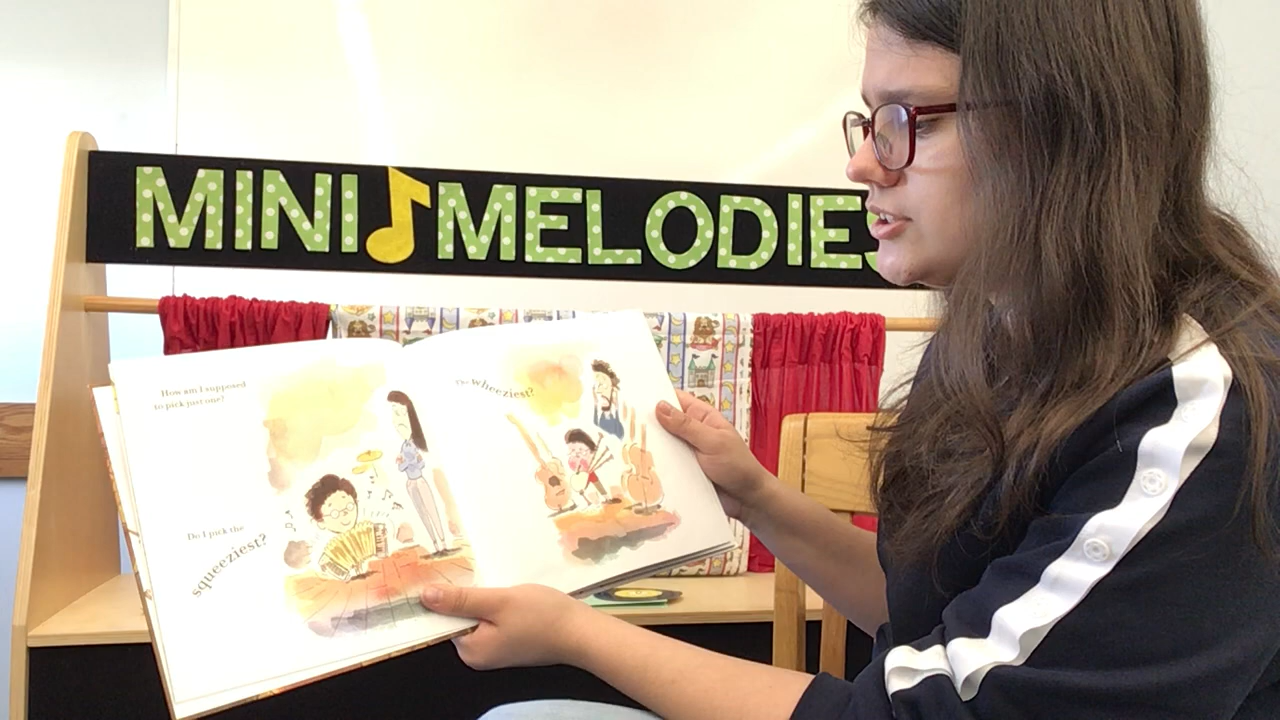 MINI MELODIES
How am I supposed
to pick just one?
Do I pick the
squeeziest?
The wheeziest?